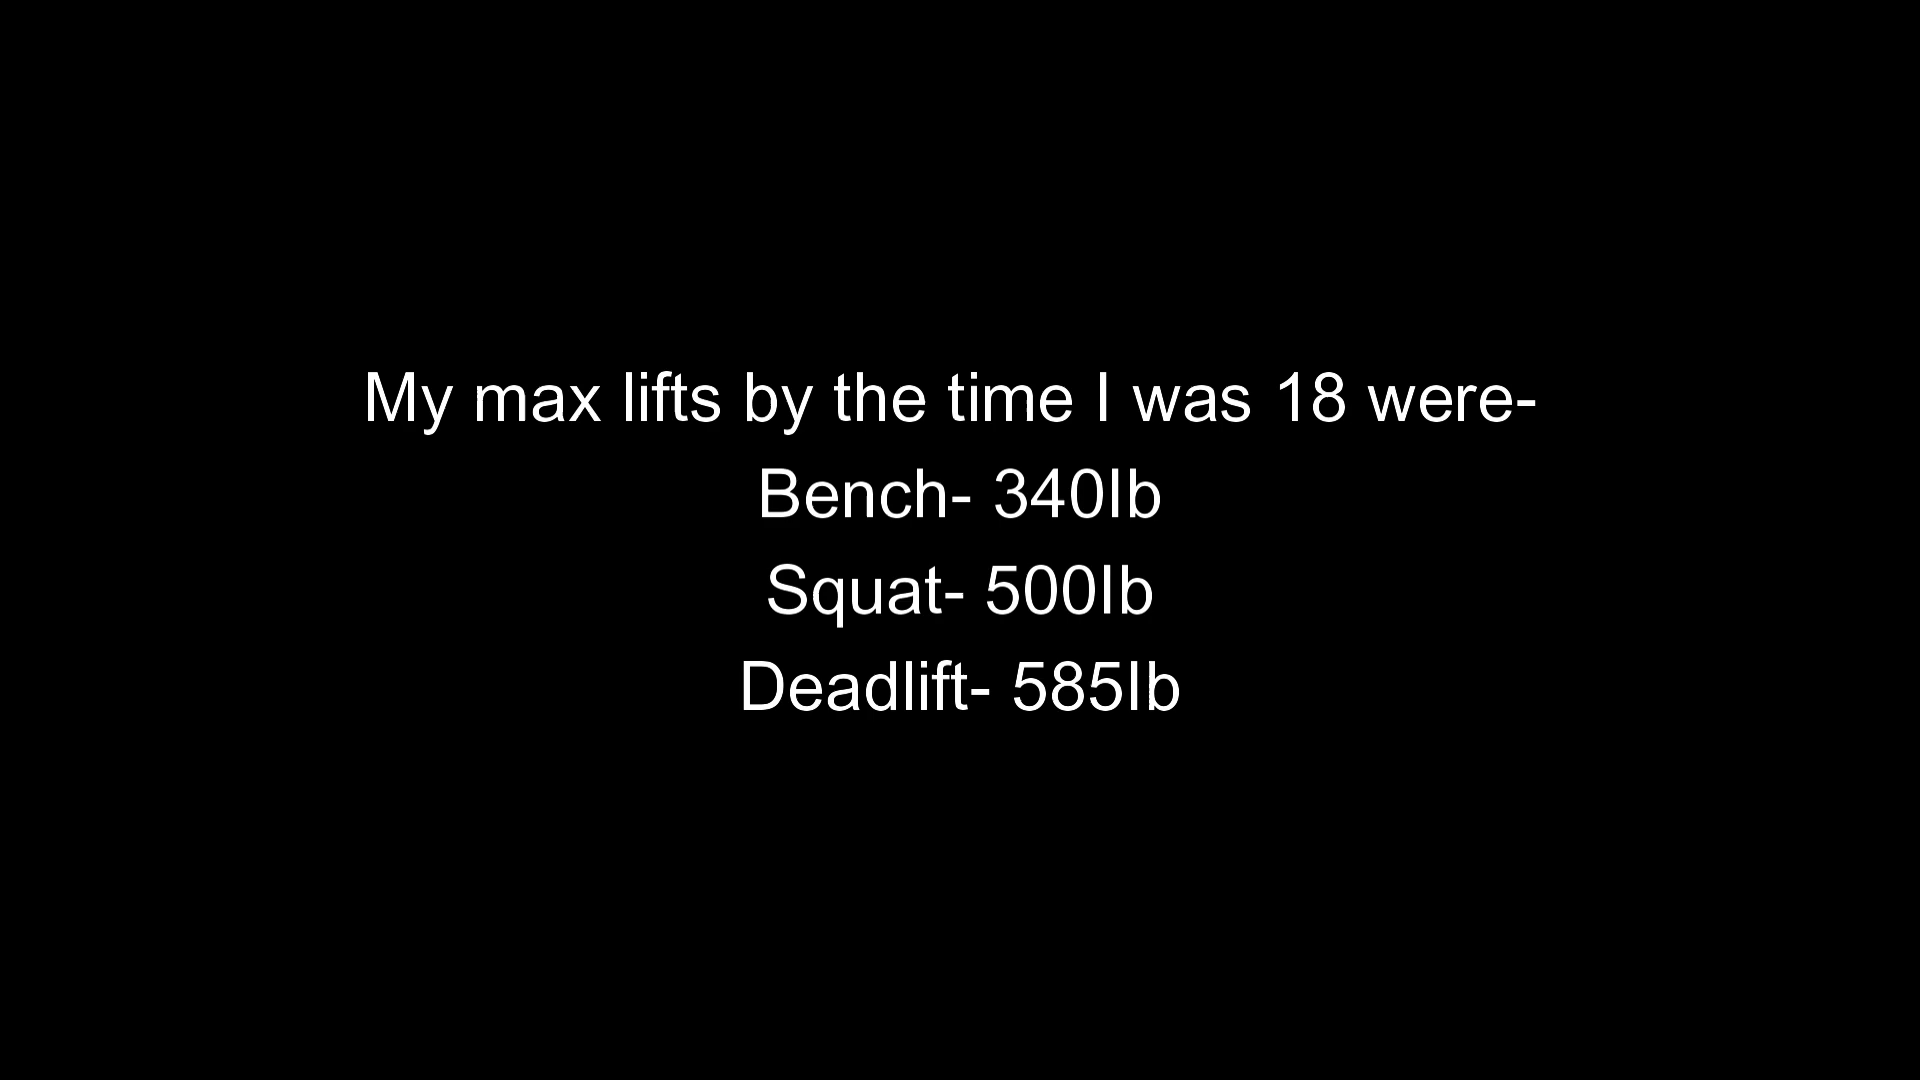 My max lifts by the time I was 18 were-
Bench- 340lb
Squat- 500lb
Deadlift- 585lb